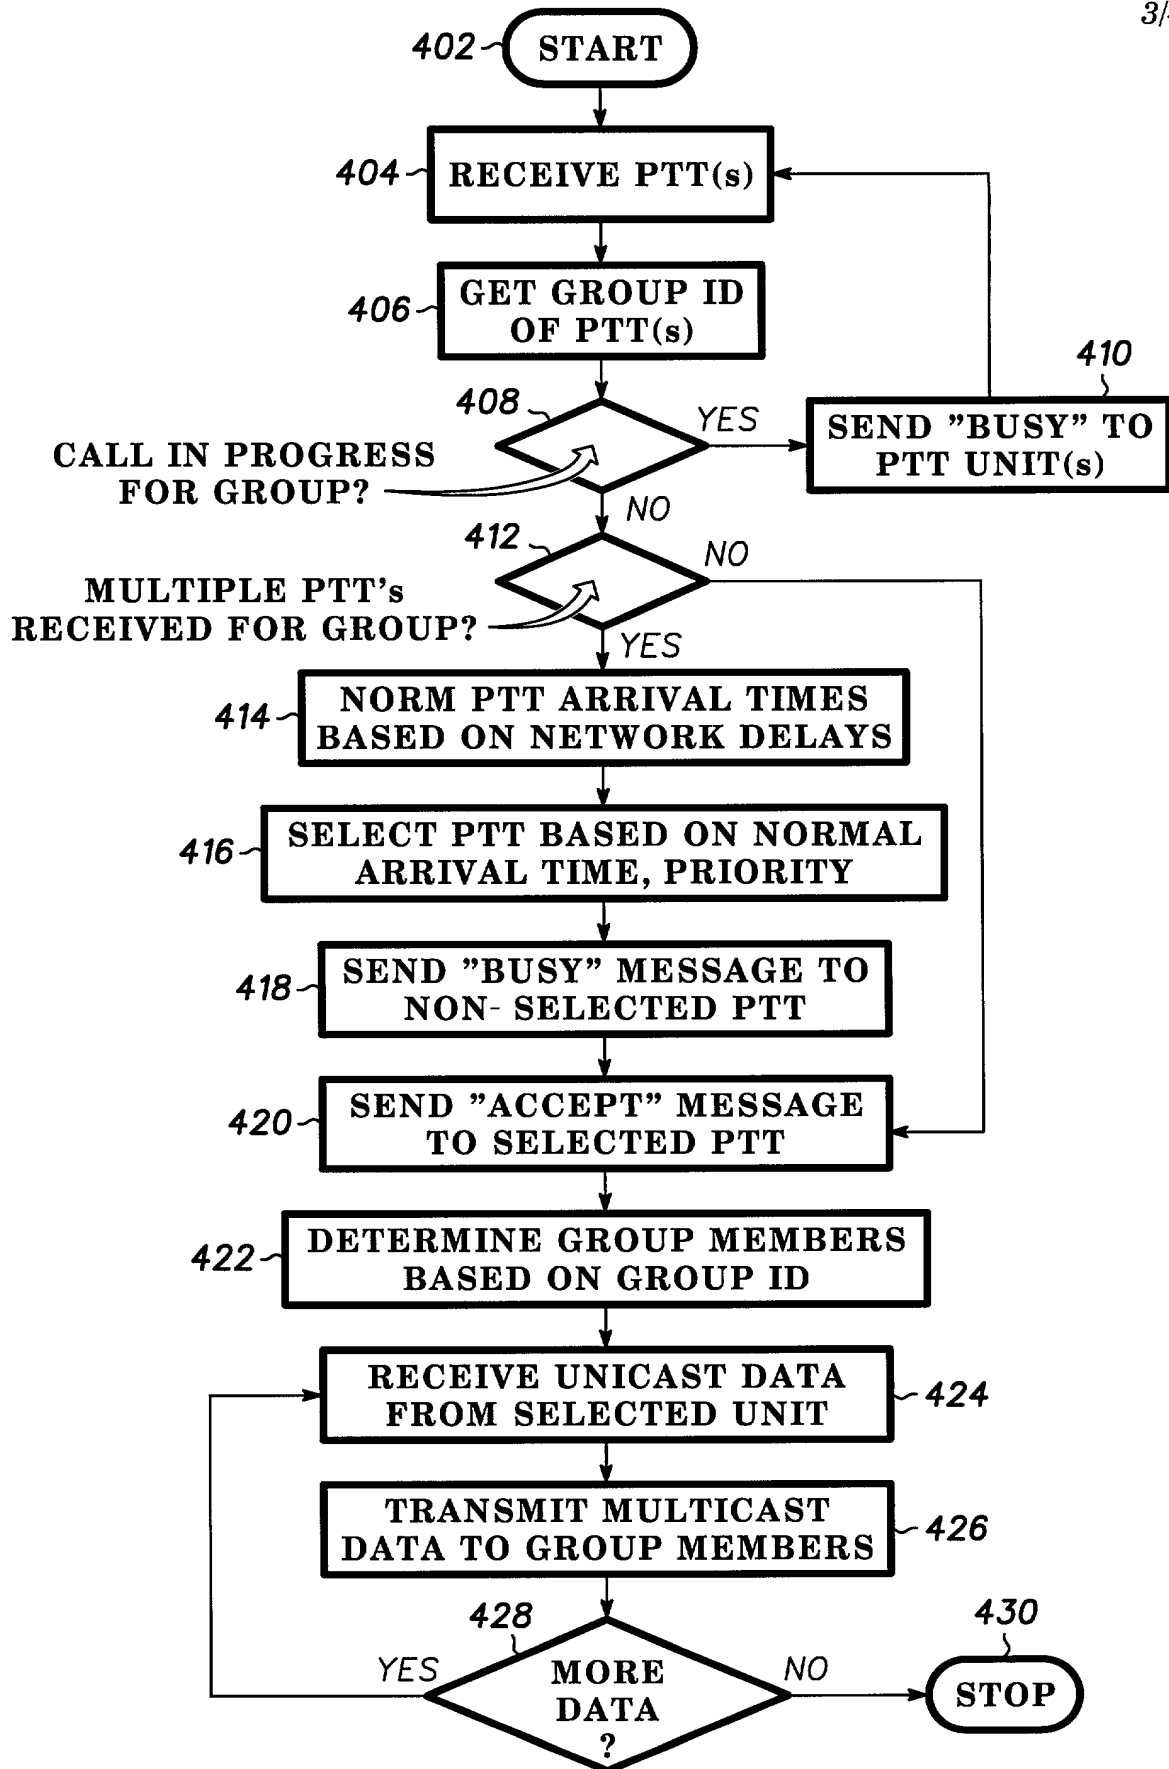 3/
402
START
404
RECEIVE PTT(s)
406
GET GROUP ID
OF PTT(s)
408
YES
410
SEND "BUSY" TO
PTT UNIT(s)
CALL IN PROGRESS
FOR GROUP?
NO
412
NO
MULTIPLE PTT's
RECEIVED FOR GROUP?
YES
414
NORM PTT ARRIVAL TIMES
BASED ON NETWORK DELAYS
416
SELECT PTT BASED ON NORMAL
ARRIVAL TIME, PRIORITY
418
SEND "BUSY" MESSAGE TO
NON- SELECTED PTT
420
SEND "ACCEPT" MESSAGE
TO SELECTED PTT
422
DETERMINE GROUP MEMBERS
BASED ON GROUP ID
RECEIVE UNICAST DATA
FROM SELECTED UNIT
424
TRANSMIT MULTICAST
DATA TO GROUP MEMBERS
426
428
YES
MORE
DATA
?
NO
430
STOP